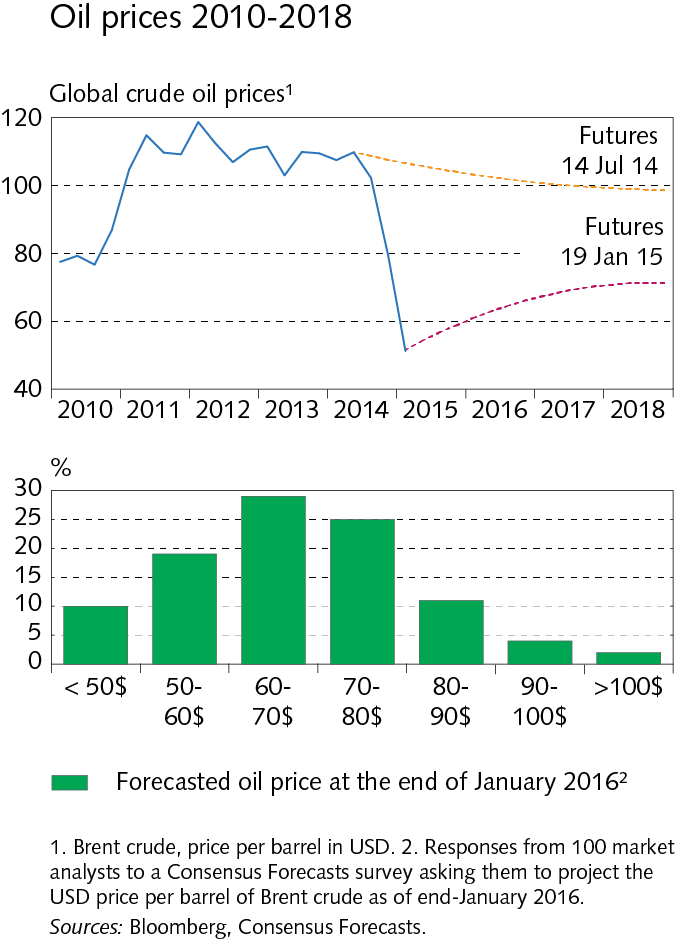 Oil prices 2010-2018
Global crude oil prices¹
120
100
80
60
40
Futures
14 Jul 14
Futures
19 Jan 15
2010 2011 2012 2013 2014 2015 2016 2017 2018
%
30
25
20
15
10
5
0
< 50$ 50- 60- 70- 80- 90- >100$
60$ 70$ 80$ 90$ 100$
Forecasted oil price at the end of January 2016²
1. Brent crude, price per barrel in USD. 2. Responses from 100 market
analysts to a Consensus Forecasts survey asking them to project the
USD price per barrel of Brent crude as of end-January 2016.
Sources: Bloomberg, Consensus Forecasts.